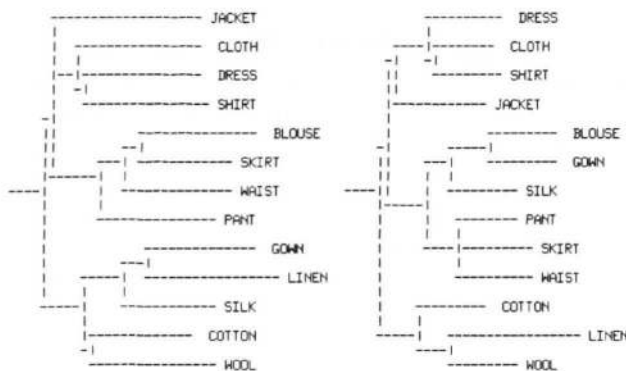 JACKET DRESS
CLOTH CLOTH
DRESS SHIRT
SHIRT JACKET
BLOUSE BLOUSE
SKIRT GOWN
WAIST SILK
PANT PANT
GOWN SKIRT
LINEN WAIST
SILK COTTON
COTTON LINEN
WOOL WOOL